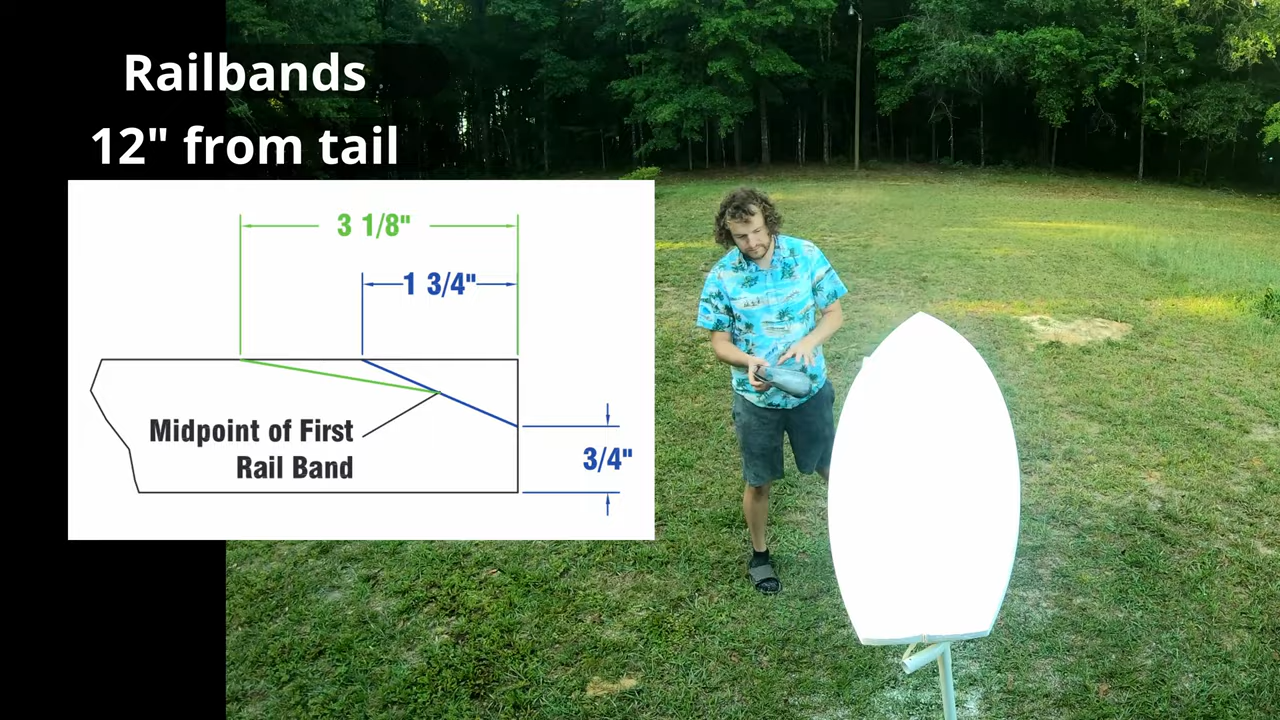 Railbands
12" from tail
3 1/8"
1 3/4"
Midpoint of First
Rail Band
3/4"